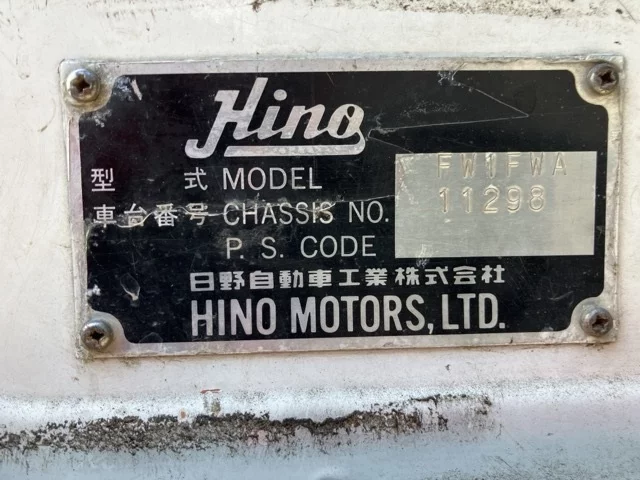 Hino
型 式 MODEL FW1FWA
車台番号 CHASSIS NO. 11298
P. S. CODE
日野自動車工業株式会社
HINO MOTORS, LTD.